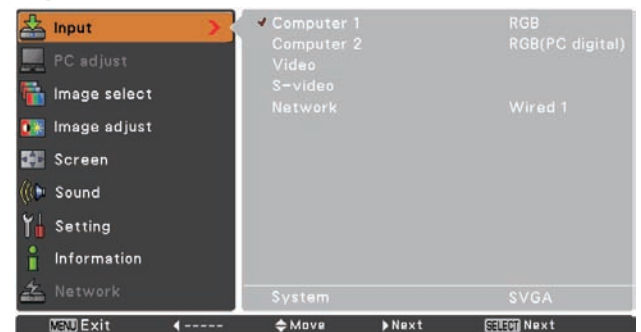 Input
PC adjust
Image select
Image adjust
Screen
Sound
Setting
Information
Network
Computer 1 RGB
Computer 2 RGB(PC digital)
Video
S-video
Network Wired 1
System SVGA
MENU Exit ----- Move Next SELECT Next